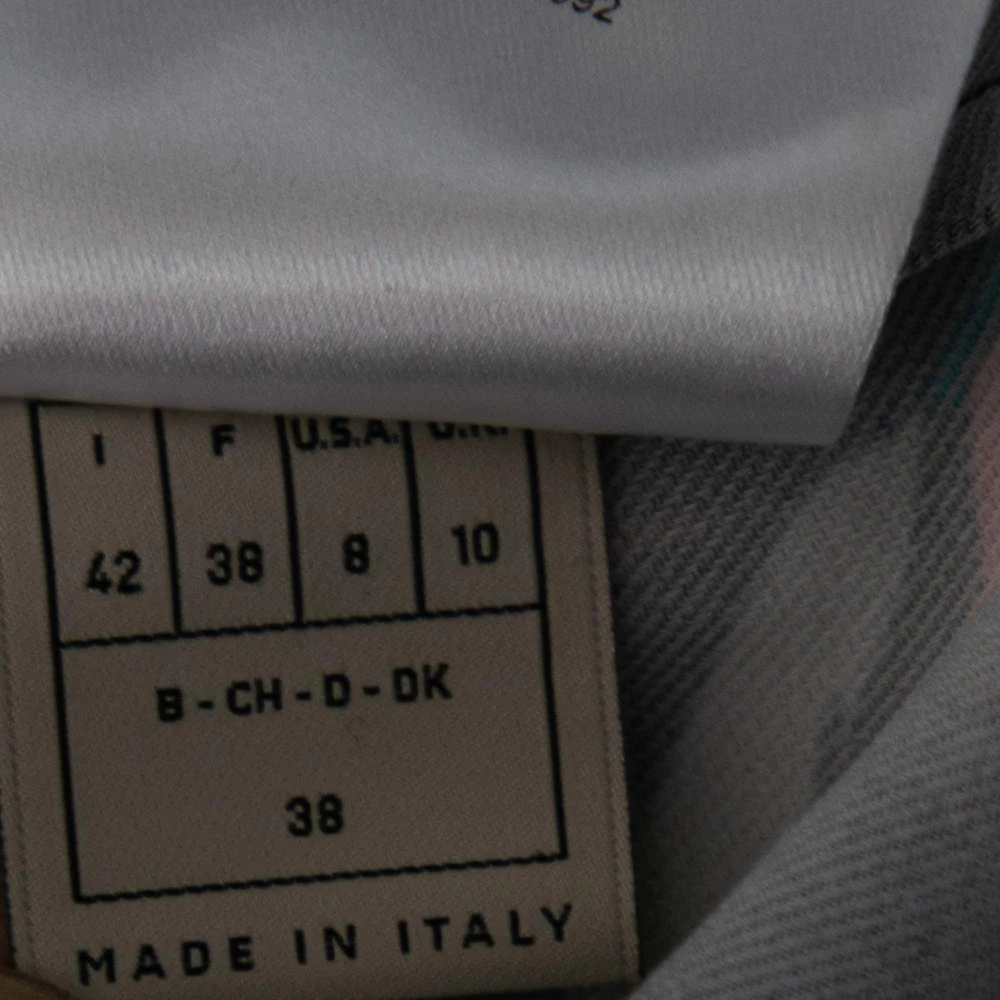 I F U.S.A. U.K.
42 38 8 10
B - CH - D - DK
38
MADE IN ITALY